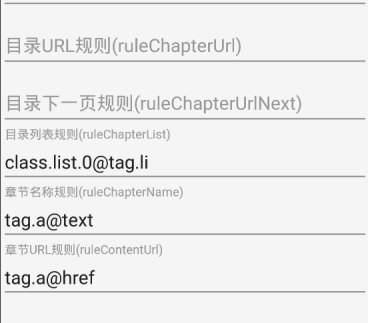 目录URL规则(ruleChapterUrl)
目录下一页规则(ruleChapterUrlNext)
目录列表规则(ruleChapterList)
class.list.0@tag.li
章节名称规则(ruleChapterName)
tag.a@text
章节URL规则(ruleContentUrl)
tag.a@href